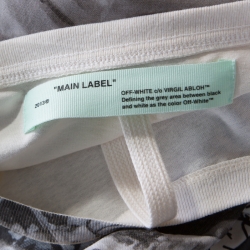 "MAIN LABEL"
OFF-WHITE c/o VIRGIL ABLOH™
Defining the grey area between black
and white as the color Off-White™